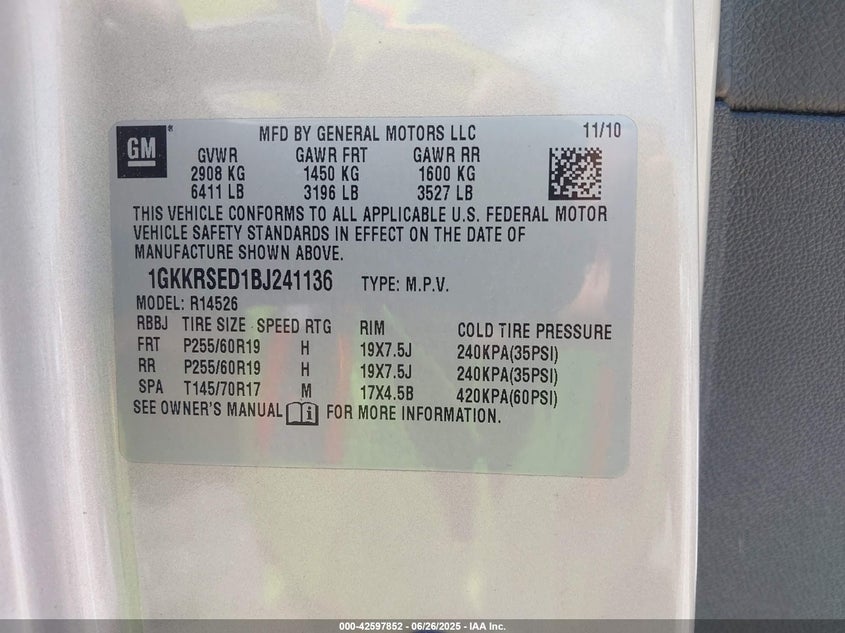 GM®
MFD BY GENERAL MOTORS LLC 11/10
GVWR GAWR FRT GAWR RR
2908 KG 1450 KG 1600 KG
6411 LB 3196 LB 3527 LB
THIS VEHICLE CONFORMS TO ALL APPLICABLE U.S. FEDERAL MOTOR
VEHICLE SAFETY STANDARDS IN EFFECT ON THE DATE OF
MANUFACTURE SHOWN ABOVE.
1GKKRSED1BJ241136 TYPE: M.P.V.
MODEL: R14526
RBBJ TIRE SIZE SPEED RTG RIM COLD TIRE PRESSURE
FRT P255/60R19 H 19X7.5J 240KPA(35PSI)
RR P255/60R19 H 19X7.5J 240KPA(35PSI)
SPA T145/70R17 M 17X4.5B 420KPA(60PSI)
SEE OWNER'S MANUAL i FOR MORE INFORMATION.
000-42597852 - 06/26/2025 - IAA Inc.